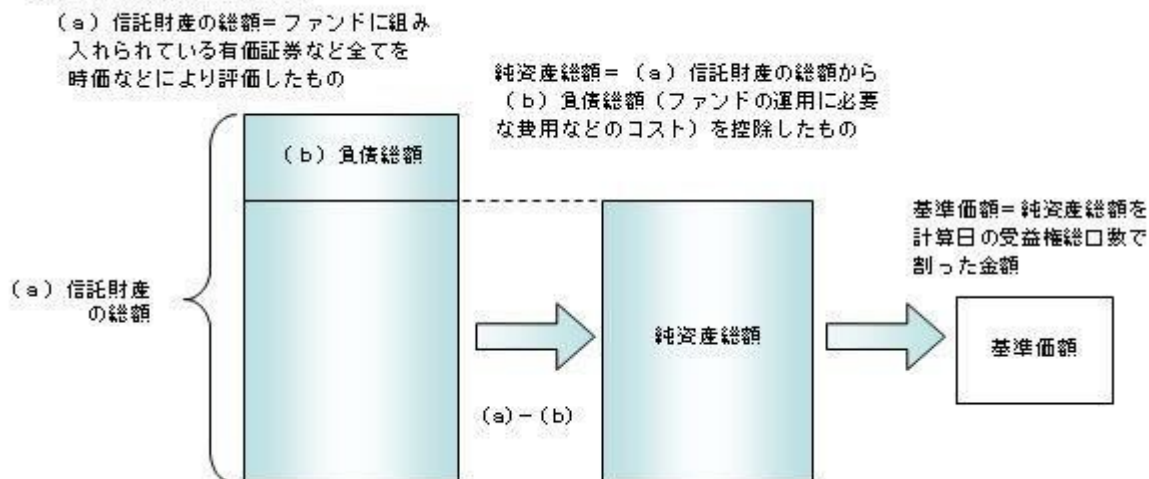 （a）信託財産の総額＝ファンドに組み
入れられている有価証券など全てを
時価などにより評価したもの
純資産総額＝（a）信託財産の総額から
（b）負債総額（ファンドの運用に必要
な費用などのコスト）を控除したもの
（b）負債総額
基準価額＝純資産総額を
計算日の受益権総口数で
割った金額
（a）信託財産
の総額
純資産総額
基準価額
(a)－(b)